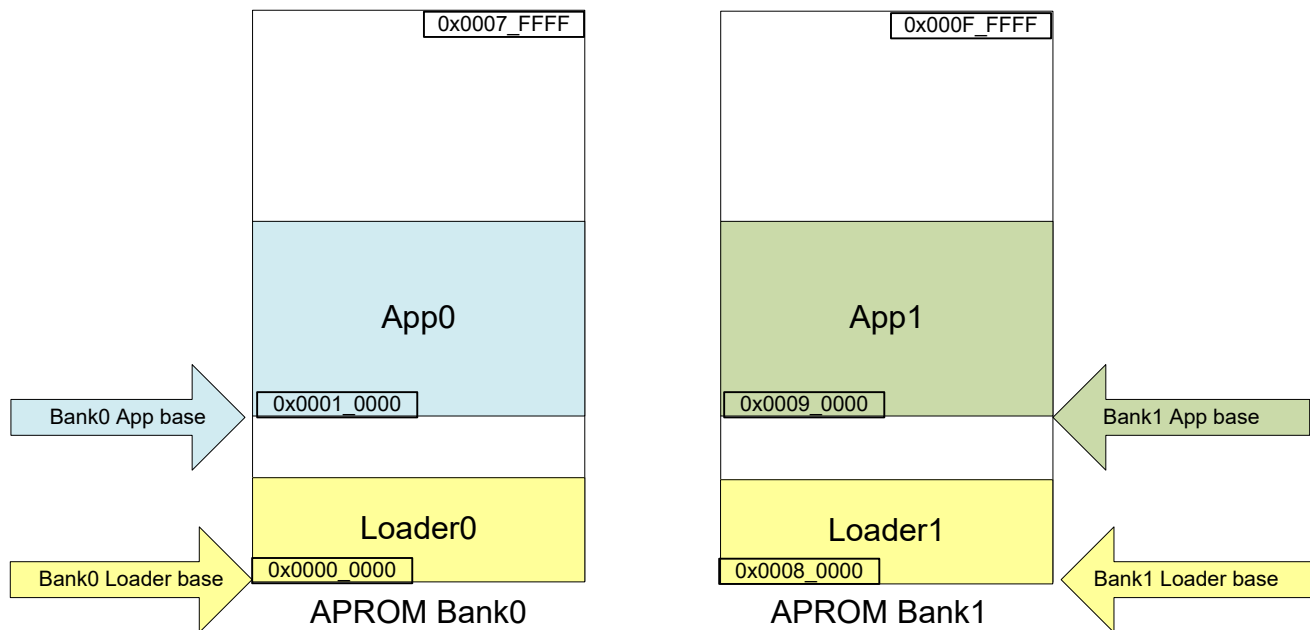 0x0007_FFFF
0x000F_FFFF
App0
App1
0x0001_0000
0x0009_0000
Bank0 App base
Bank1 App base
Loader0
Loader1
0x0000_0000
0x0008_0000
Bank0 Loader base
Bank1 Loader base
APROM Bank0
APROM Bank1